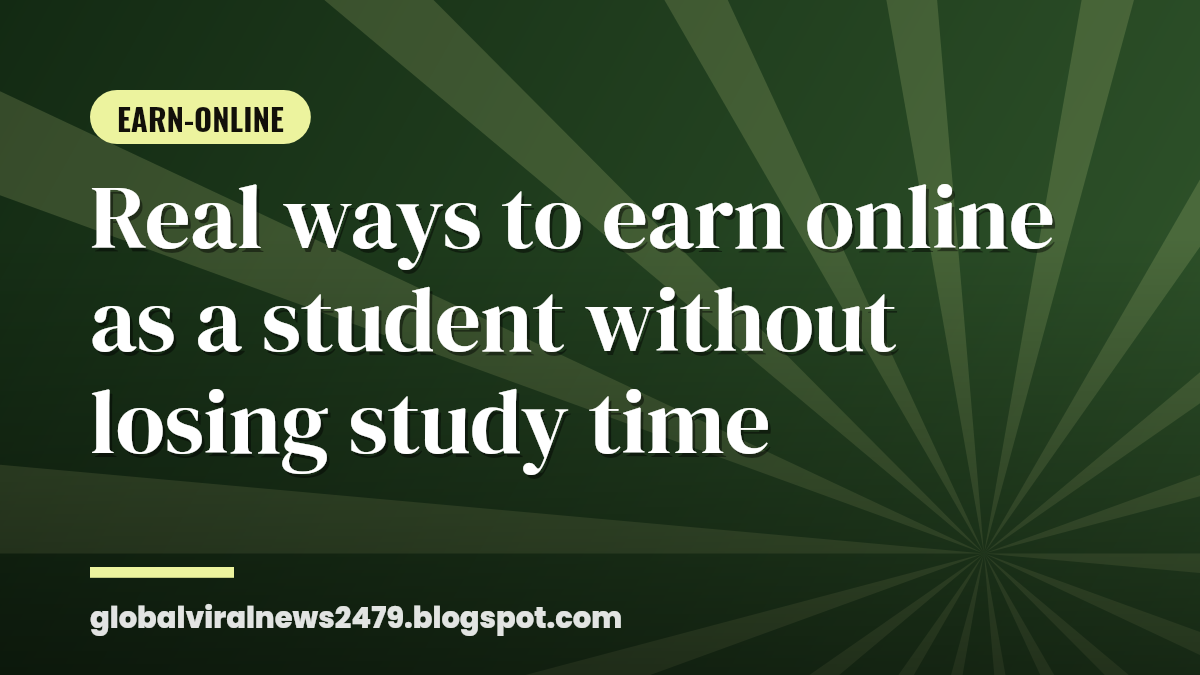 EARN-ONLINE
Real ways to earn online
as a student without
losing study time
globalviralnews2479.blogspot.com